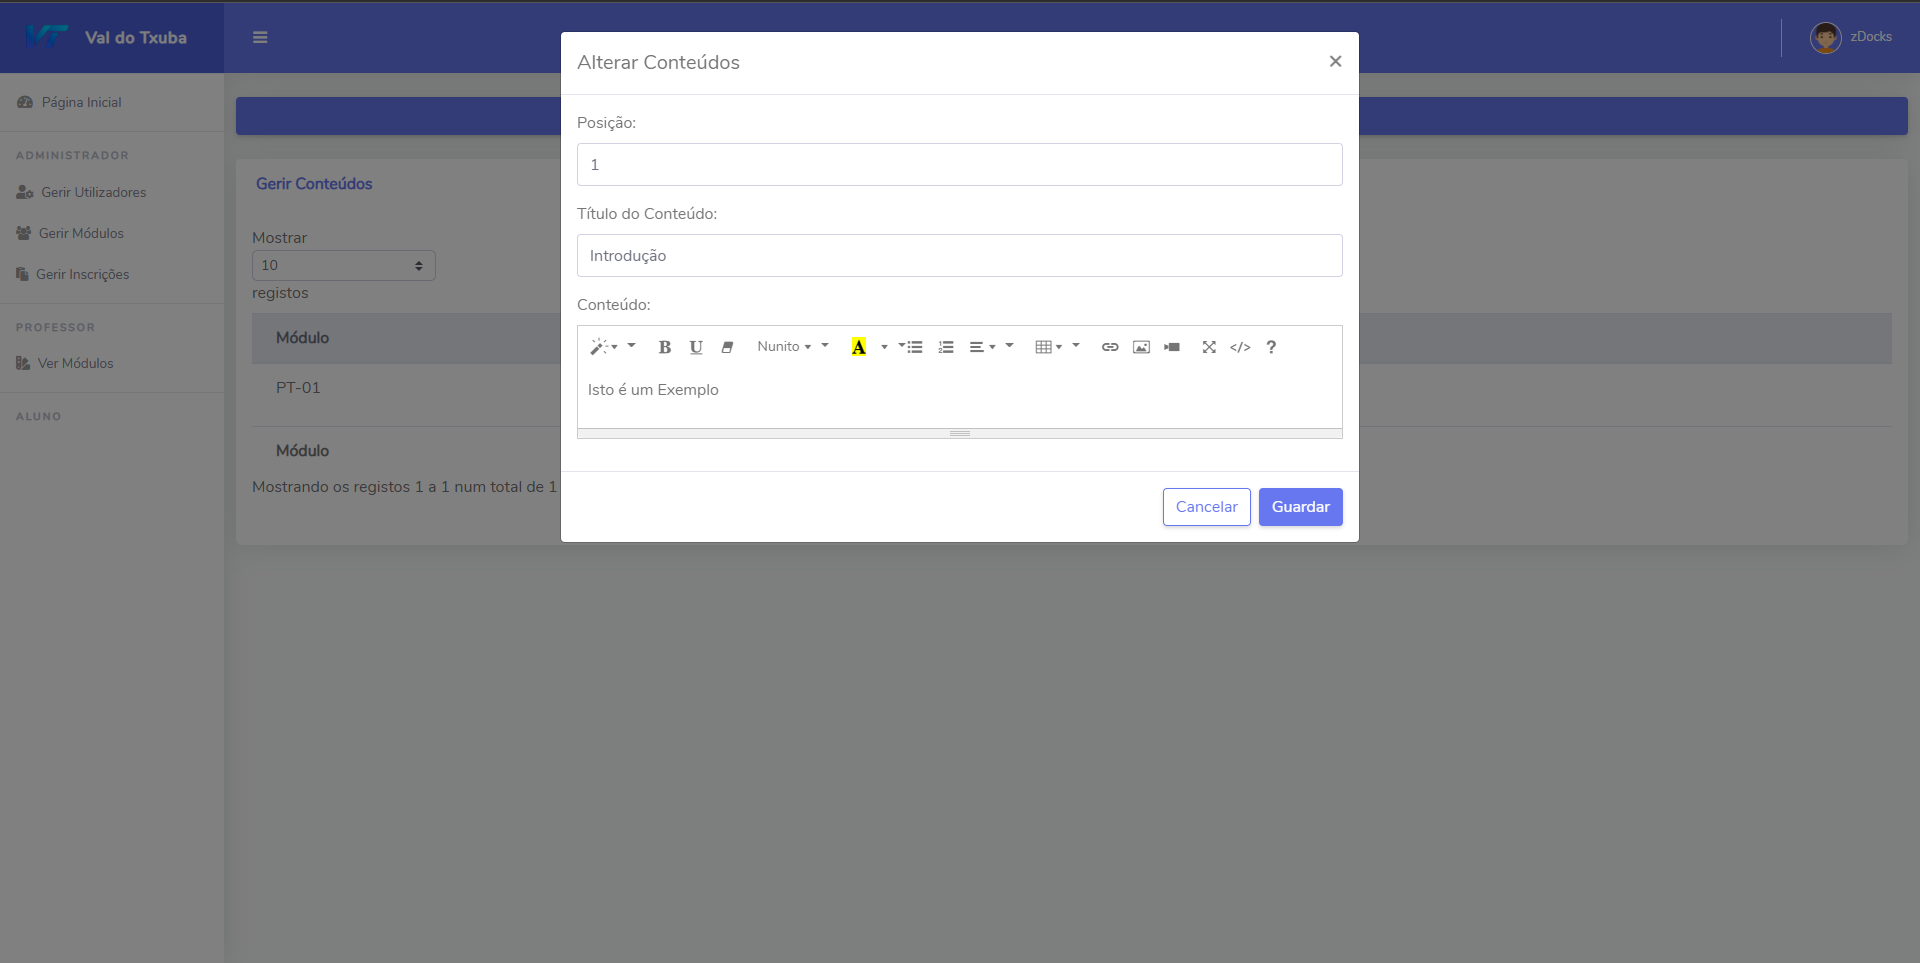 VT Val do Txuba
zDocks
Página Inicial
ADMINISTRADOR
Gerir Utilizadores
Gerir Módulos
Gerir Inscrições
PROFESSOR
Ver Módulos
ALUNO
Gerir Conteúdos
Mostrar
10
registos
Módulo
PT-01
Módulo
Mostrando os registos 1 a 1 num total de 1
Alterar Conteúdos
×
Posição:
1
Título do Conteúdo:
Introdução
Conteúdo:
B U Nunito A </> ?
Isto é um Exemplo
Cancelar Guardar